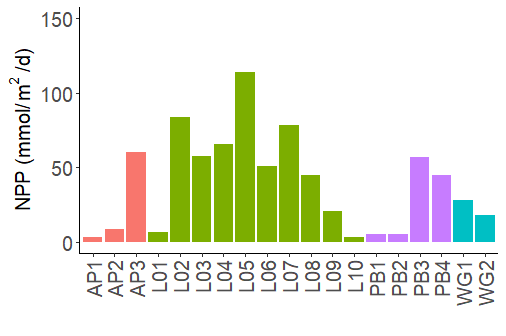 NPP (mmol/m² /d)
150
100
50
0
AP1
AP2
AP3
L01
L02
L03
L04
L05
L06
L07
L08
L09
L10
PB1
PB2
PB3
PB4
WG1
WG2